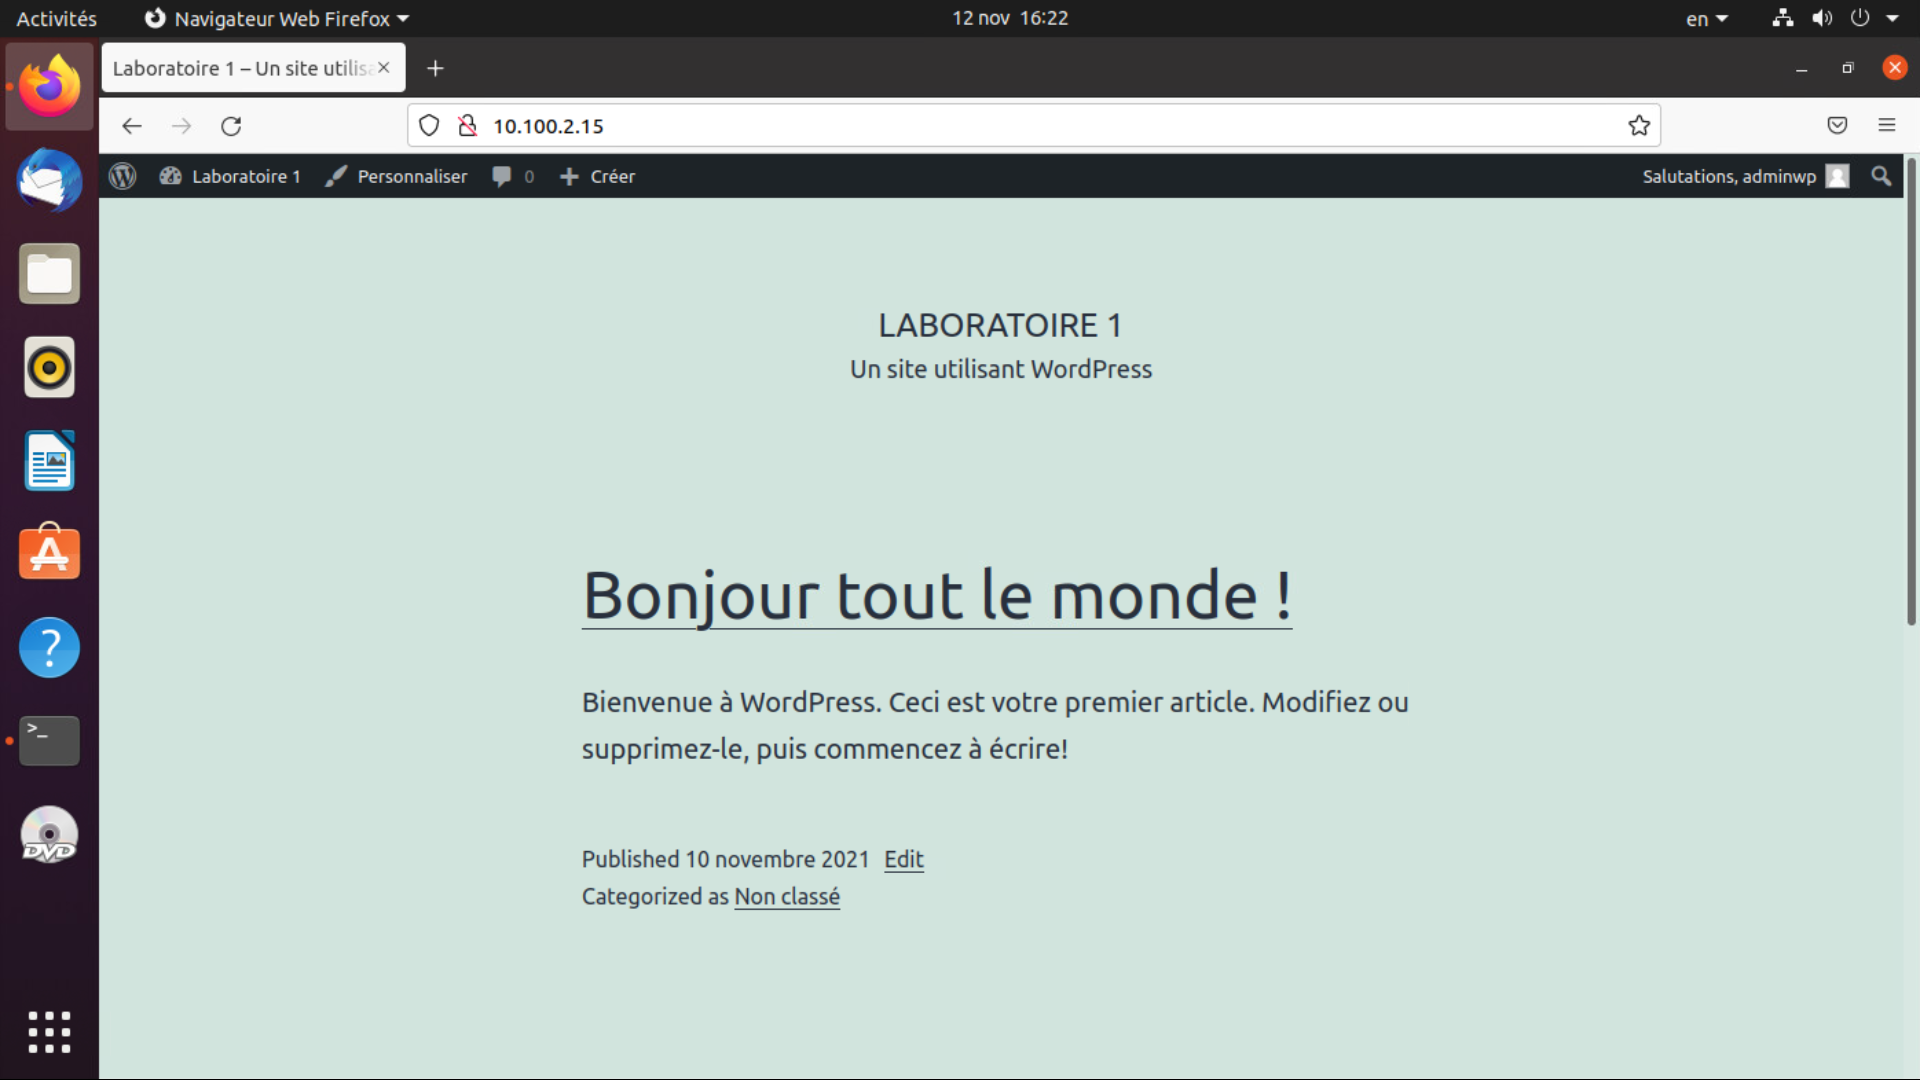 Activités
Navigateur Web Firefox
12 nov 16:22
en
Laboratoire 1 – Un site utilisa
10.100.2.15
Laboratoire 1
Personnaliser
0
Créer
Salutations, adminwp
LABORATOIRE 1
Un site utilisant WordPress
Bonjour tout le monde !
Bienvenue à WordPress. Ceci est votre premier article. Modifiez ou
supprimez-le, puis commencez à écrire!
Published 10 novembre 2021 Edit
Categorized as Non classé
>_
DVD